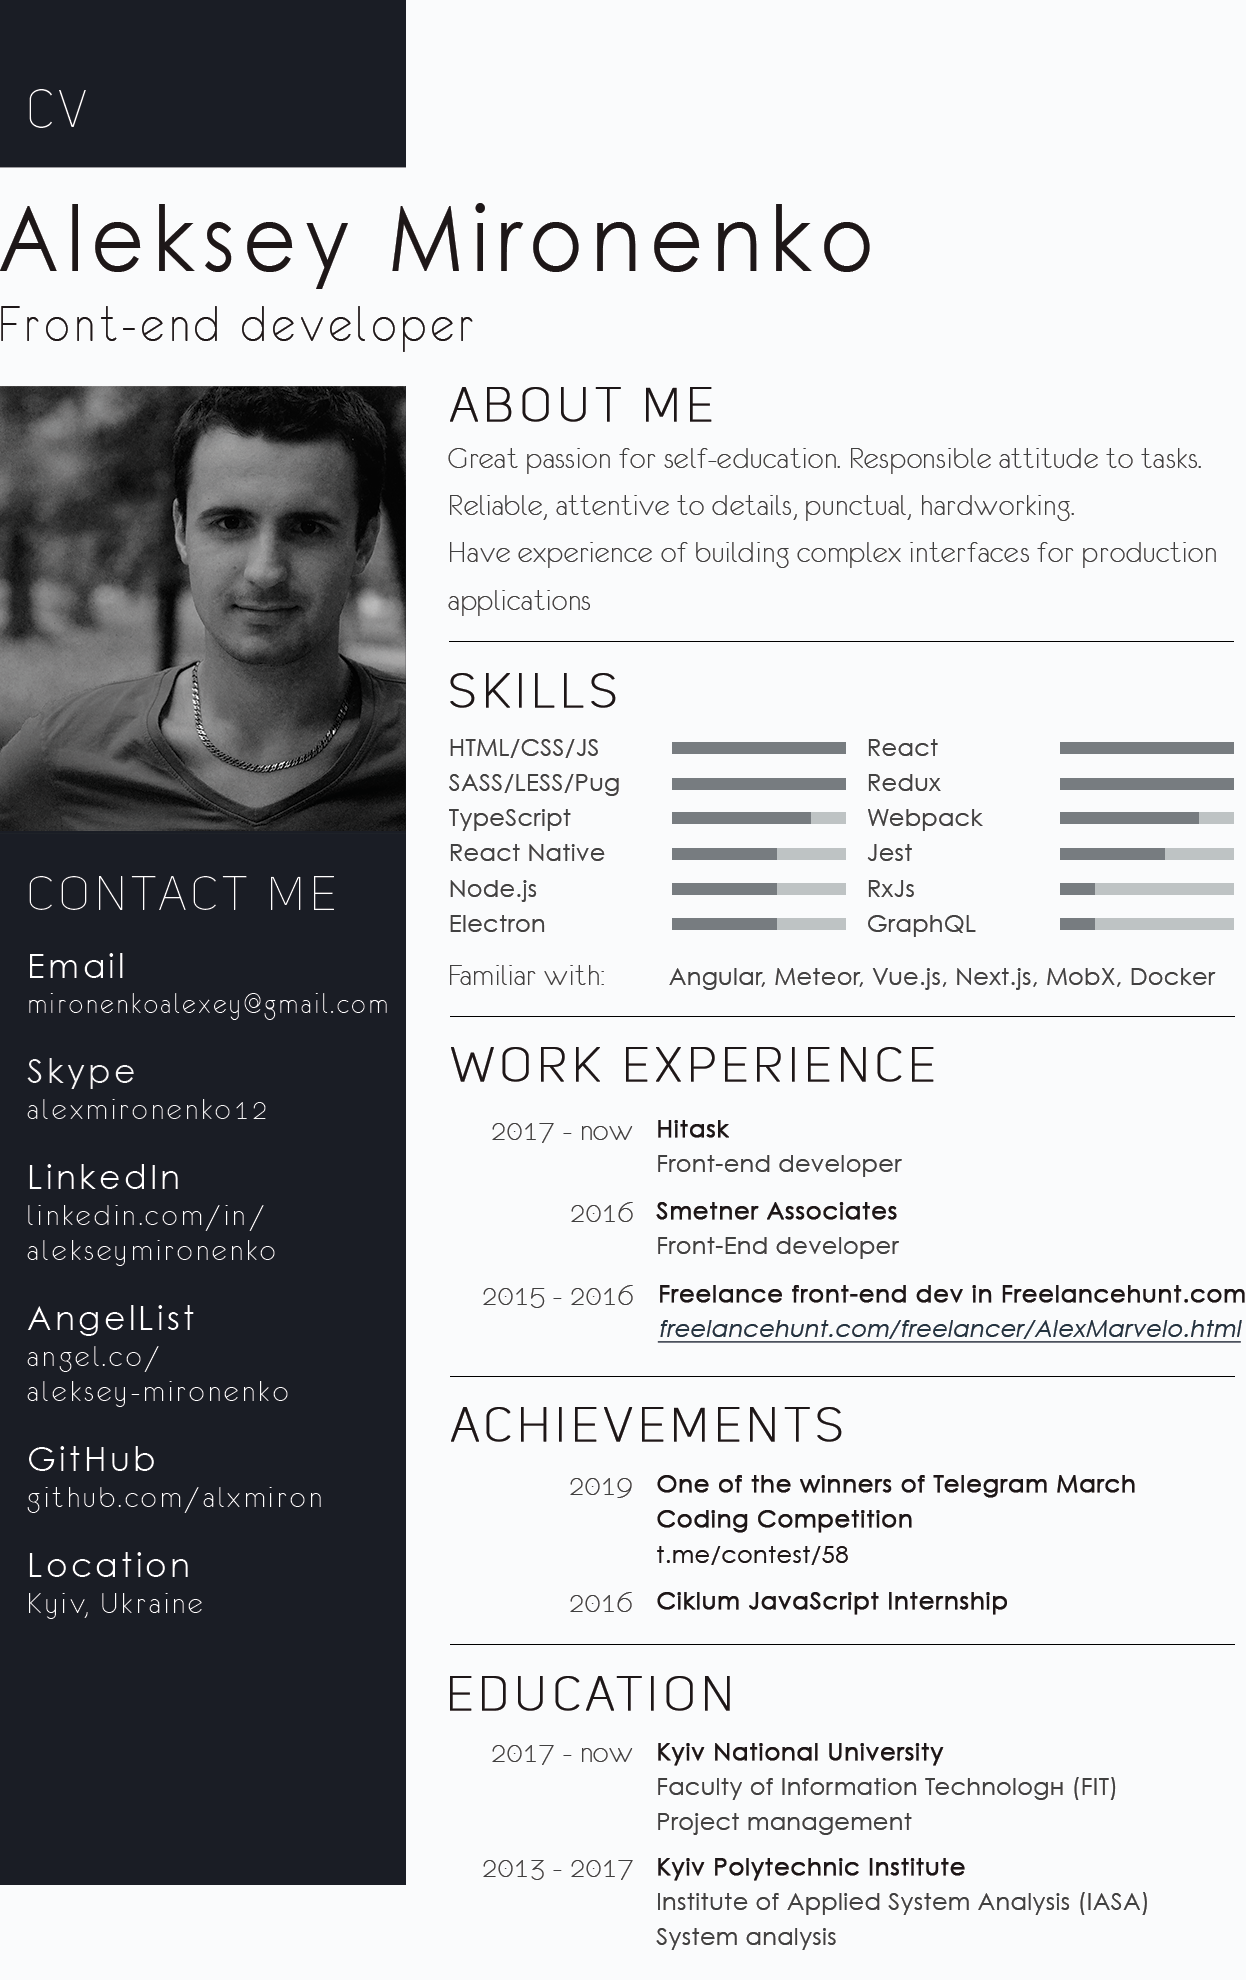 CV
Aleksey Mironenko
Front-end developer
CONTACT ME
Email
mironenkoalexey@gmail.com
Skype
alexmironenko12
LinkedIn
linkedin.com/in/
alekseymironenko
AngelList
angel.co/
aleksey-mironenko
GitHub
github.com/alxmiron
Location
Kyiv, Ukraine
ABOUT ME
Great passion for self-education. Responsible attitude to tasks.
Reliable, attentive to details, punctual, hardworking.
Have experience of building complex interfaces for production
applications
SKILLS
HTML/CSS/JS React
SASS/LESS/Pug Redux
TypeScript Webpack
React Native Jest
Node.js RxJs
Electron GraphQL
Familiar with: Angular, Meteor, Vue.js, Next.js, MobX, Docker
WORK EXPERIENCE
2017 - now Hitask
Front-end developer
2016 Smetner Associates
Front-End developer
2015 - 2016 Freelance front-end dev in Freelancehunt.com
freelancehunt.com/freelancer/AlexMarvelo.html
ACHIEVEMENTS
2019 One of the winners of Telegram March
Coding Competition
t.me/contest/58
2016 Ciklum JavaScript Internship
EDUCATION
2017 - now Kyiv National University
Faculty of Information Technologн (FIT)
Project management
2013 - 2017 Kyiv Polytechnic Institute
Institute of Applied System Analysis (IASA)
System analysis